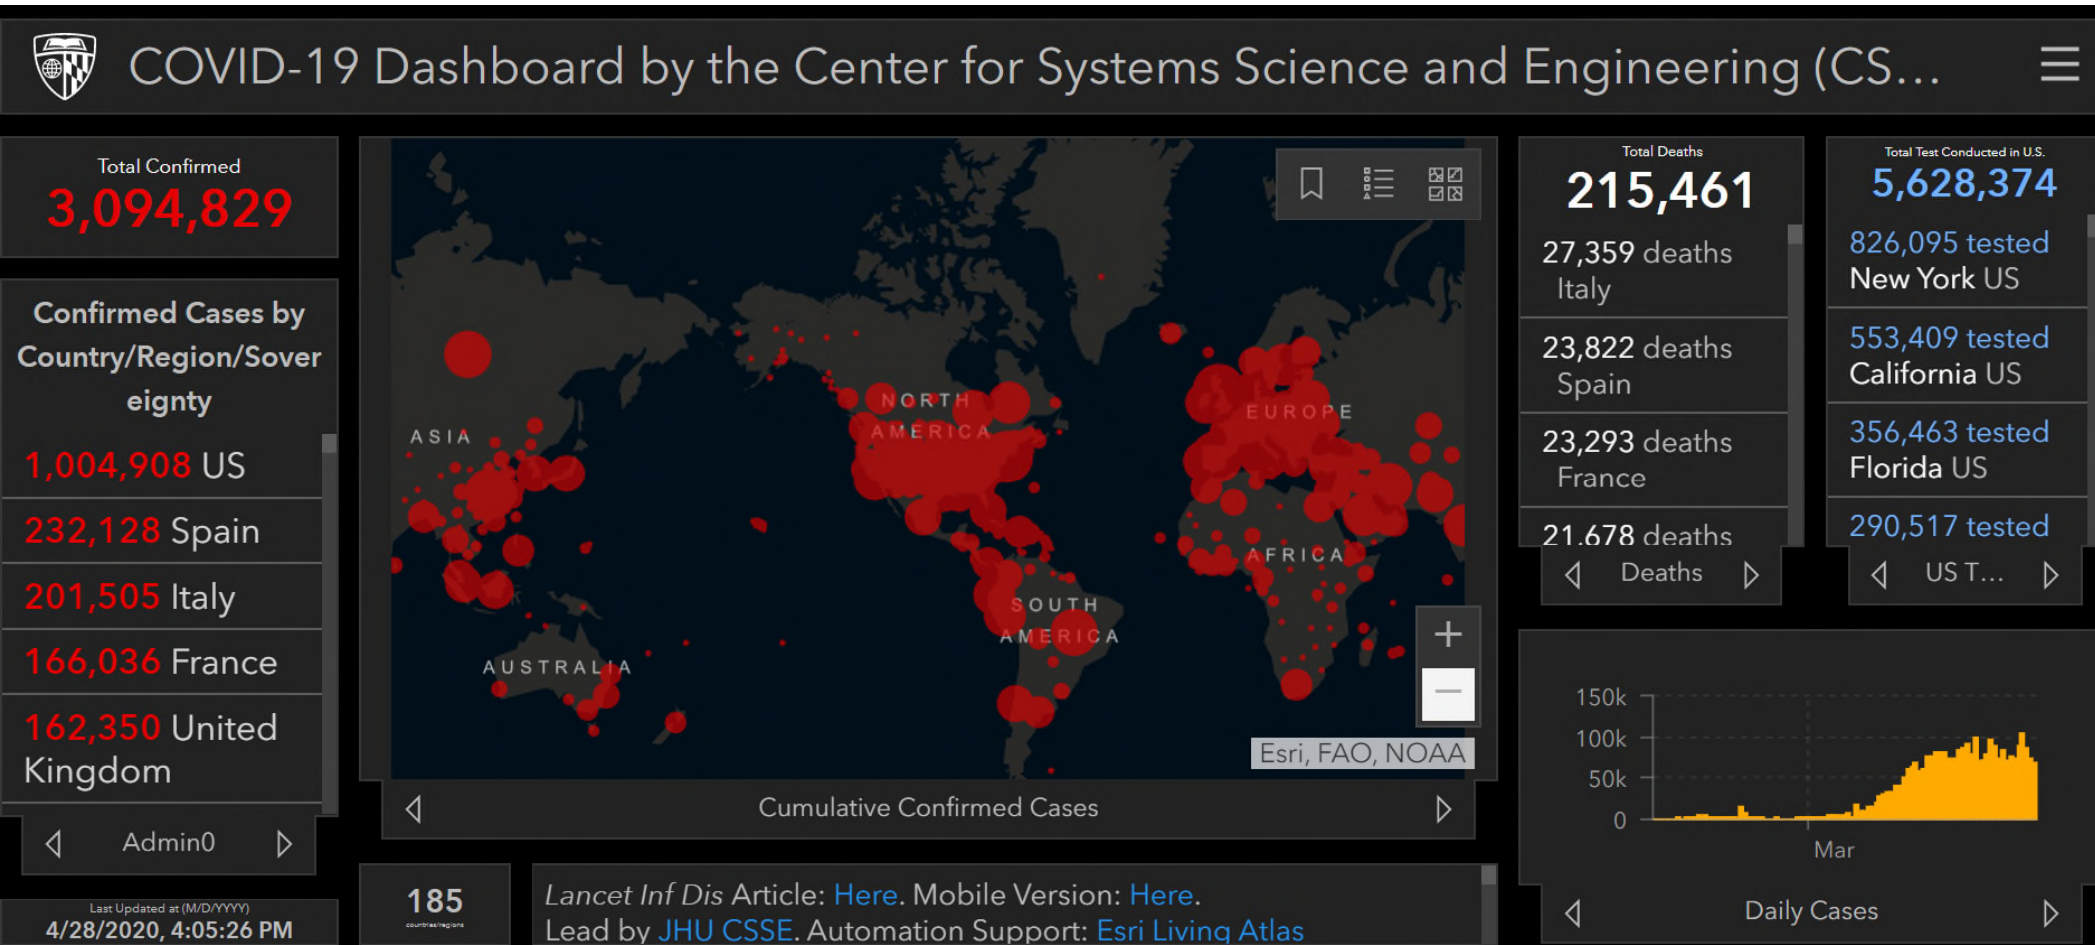 COVID-19 Dashboard by the Center for Systems Science and Engineering (CS...
Total Confirmed
3,094,829
Confirmed Cases by
Country/Region/Sover
eignty
1,004,908 US
232,128 Spain
201,505 Italy
166,036 France
162,350 United
Kingdom
Admin0
Last Updated at (M/D/YYYY)
4/28/2020, 4:05:26 PM
ASIA
NORTH
AMERICA
EUROPE
AFRICA
SOUTH
AMERICA
AUSTRALIA
+
−
Esri, FAO, NOAA
Cumulative Confirmed Cases
185
countries/regions
Lancet Inf Dis Article: Here. Mobile Version: Here.
Lead by JHU CSSE. Automation Support: Esri Living Atlas
Total Deaths
215,461
27,359 deaths
Italy
23,822 deaths
Spain
23,293 deaths
France
21,678 deaths
Deaths
Total Test Conducted in U.S.
5,628,374
826,095 tested
New York US
553,409 tested
California US
356,463 tested
Florida US
290,517 tested
US T...
150k
100k
50k
0
Mar
Daily Cases